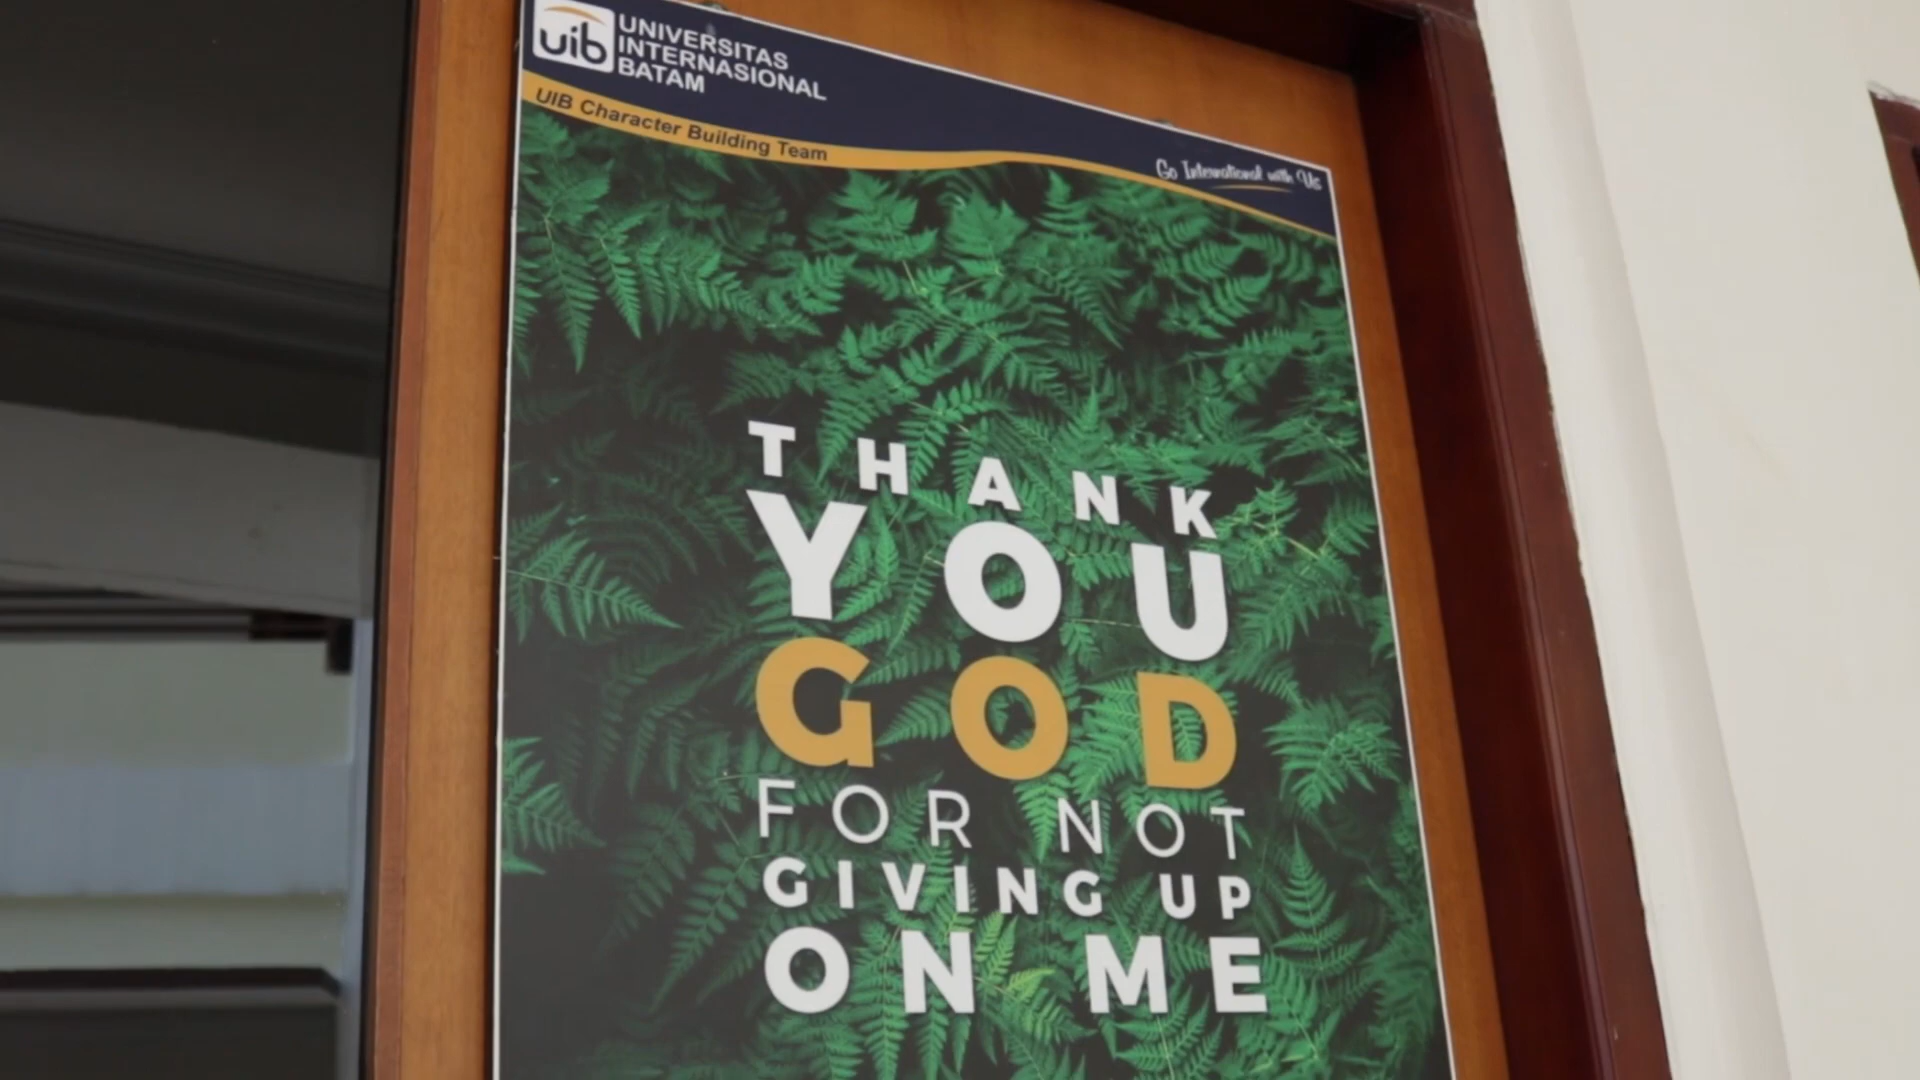 uib
UNIVERSITAS
INTERNASIONAL
BATAM
UIB Character Building Team
Go International with Us
THANK
YOU
GOD
FOR NOT
GIVING UP
ON ME